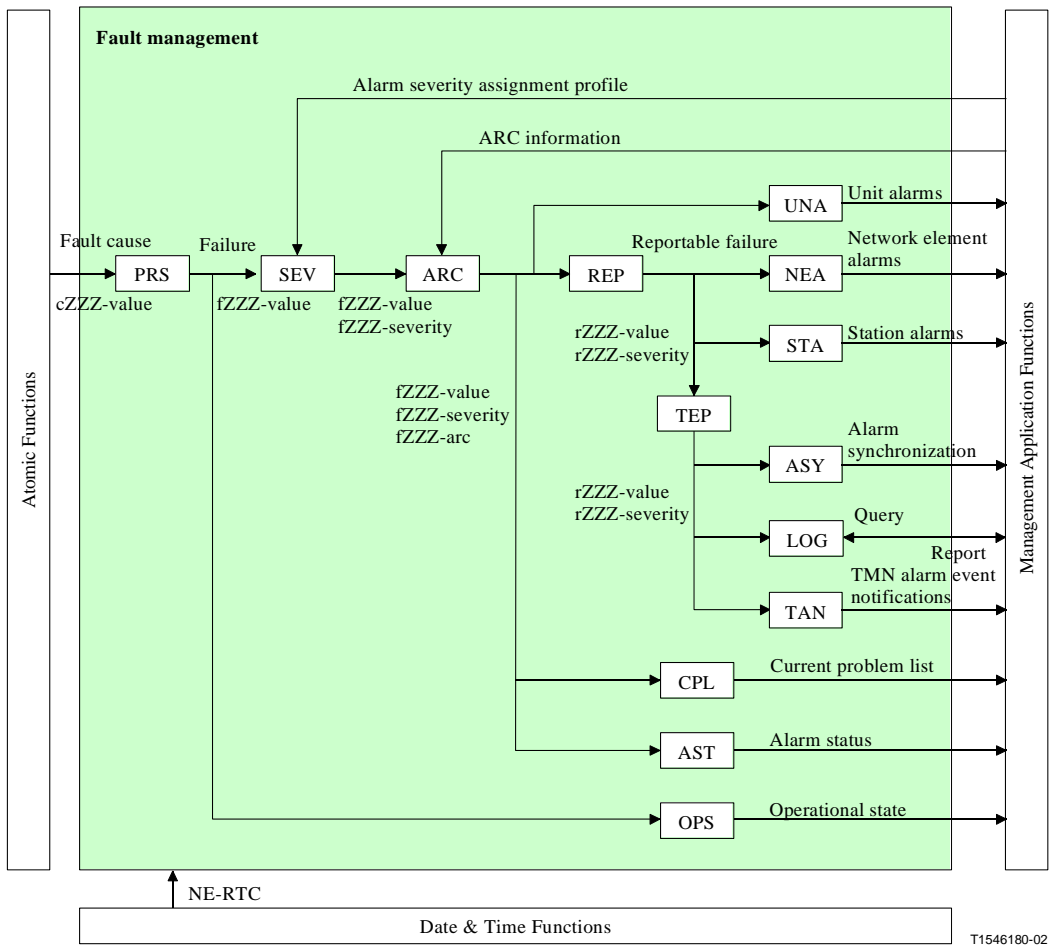 Fault management
Alarm severity assignment profile
ARC information
UNA
Unit alarms
Fault cause
Failure
Reportable failure
Network element
alarms
PRS
SEV
ARC
REP
NEA
cZZZ-value
fZZZ-value
fZZZ-value
fZZZ-severity
rZZZ-value
rZZZ-severity
STA
Station alarms
fZZZ-value
fZZZ-severity
fZZZ-arc
TEP
Alarm
synchronization
ASY
rZZZ-value
rZZZ-severity
Query
LOG
Report
TMN alarm event
notifications
TAN
CPL
Current problem list
AST
Alarm status
OPS
Operational state
Atomic Functions
Management Application Functions
NE-RTC
Date & Time Functions
T1546180-02